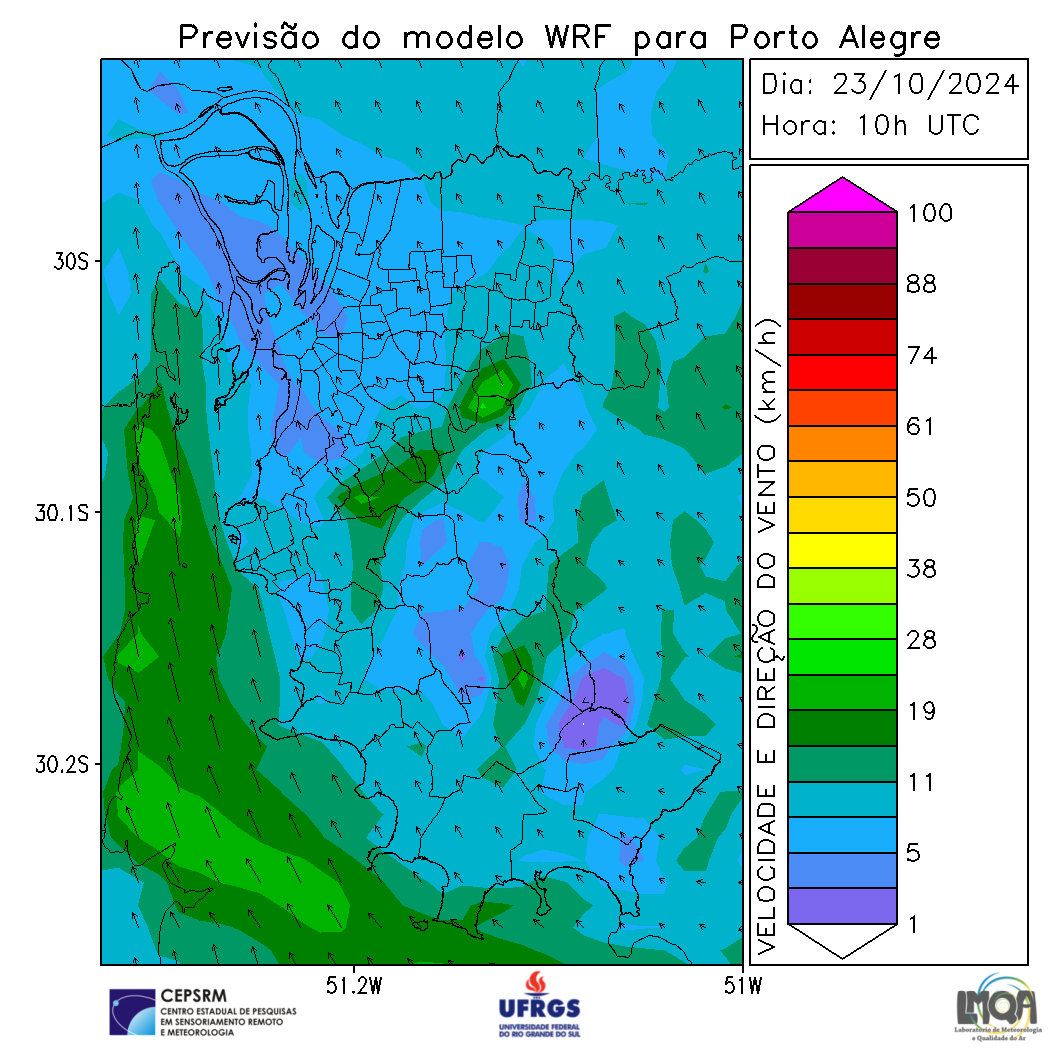 Previsão do modelo WRF para Porto Alegre
Dia: 23/10/2024
Hora: 10h UTC
30S
30.1S
30.2S
51.2W
51W
VELOCIDADE E DIREÇÃO DO VENTO (km/h)
100
88
74
61
50
38
28
19
11
5
1
CEPSRM
CENTRO ESTADUAL DE PESQUISAS
EM SENSORIAMENTO REMOTO
E METEOROLOGIA
UFRGS
UNIVERSIDADE FEDERAL
DO RIO GRANDE DO SUL
LMQA
Laboratório de Meteorologia
e Qualidade do Ar